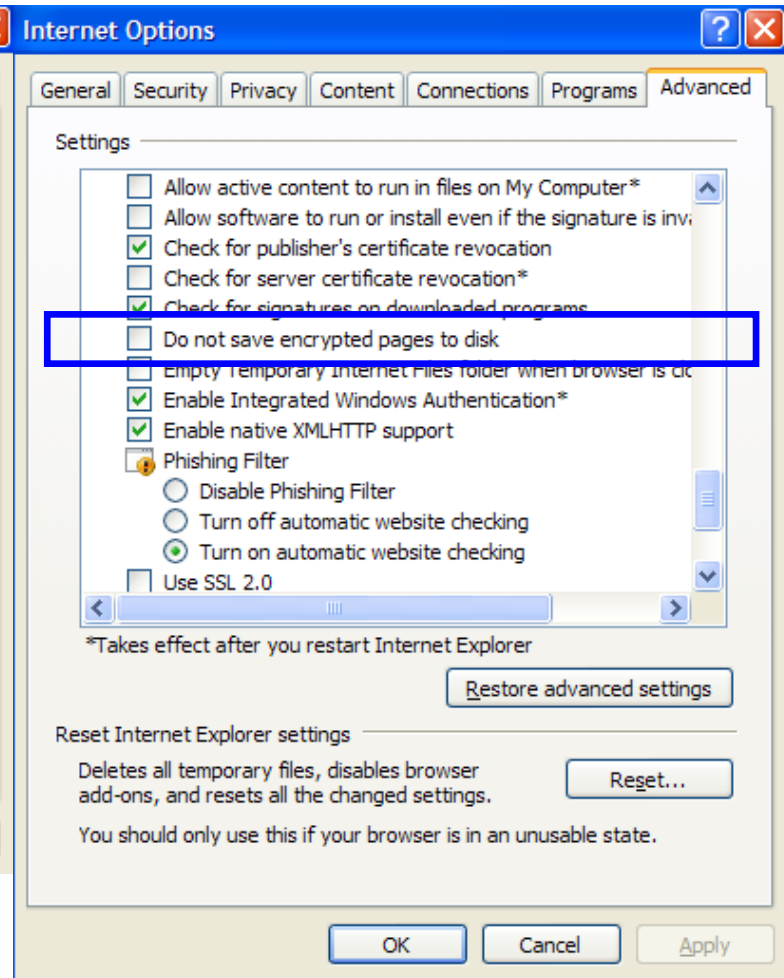 Internet Options
General Security Privacy Content Connections Programs Advanced
Settings
Allow active content to run in files on My Computer*
Allow software to run or install even if the signature is
Check for publisher's certificate revocation
Check for server certificate revocation*
Check for signatures on downloaded programs
Do not save encrypted pages to disk
Empty Temporary Internet Files folder when browser is
Enable Integrated Windows Authentication*
Enable native XMLHTTP support
Phishing Filter
Disable Phishing Filter
Turn off automatic website checking
Turn on automatic website checking
Use SSL 2.0
*Takes effect after you restart Internet Explorer
Restore advanced settings
Reset Internet Explorer settings
Deletes all temporary files, disables browser
add-ons, and resets all the changed settings.
Reset...
You should only use this if your browser is in an unusable state.
OK Cancel Apply